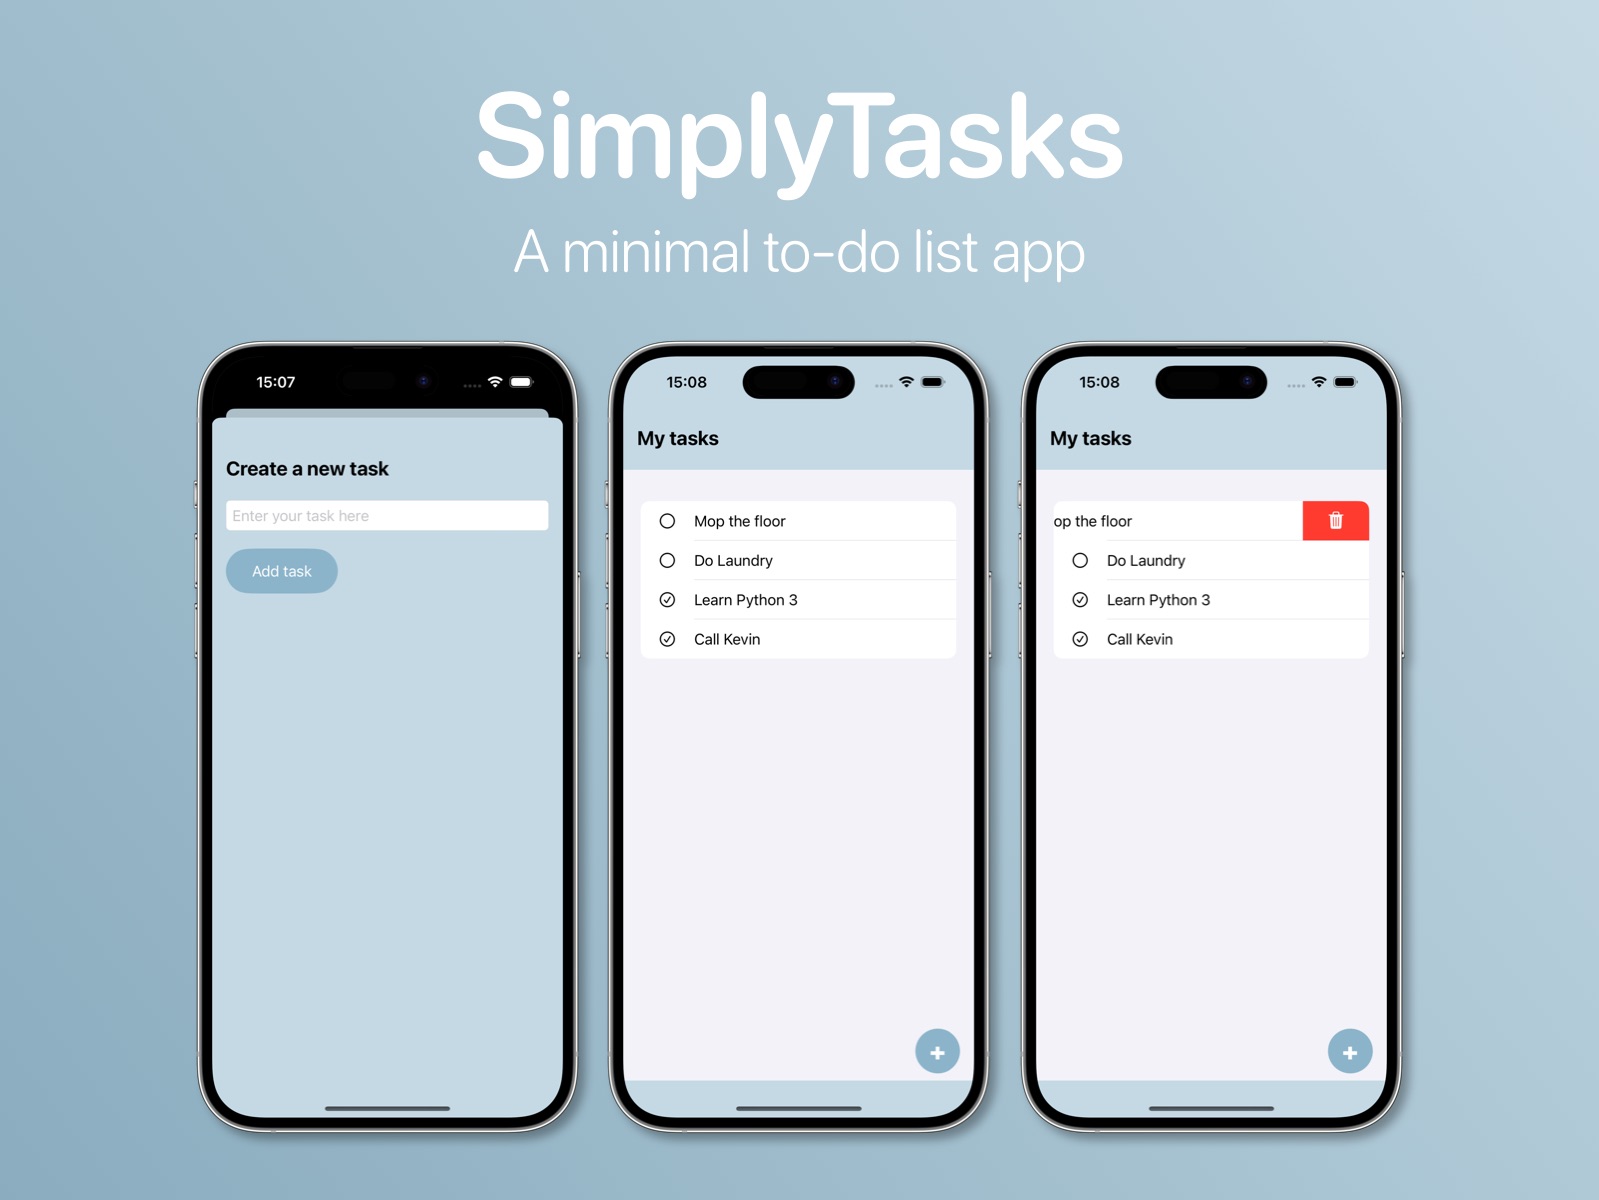 SimplyTasks
A minimal to-do list app
15:07
Create a new task
Enter your task here
Add task
15:08
My tasks
Mop the floor
Do Laundry
Learn Python 3
Call Kevin
+
15:08
My tasks
op the floor
Do Laundry
Learn Python 3
Call Kevin
+